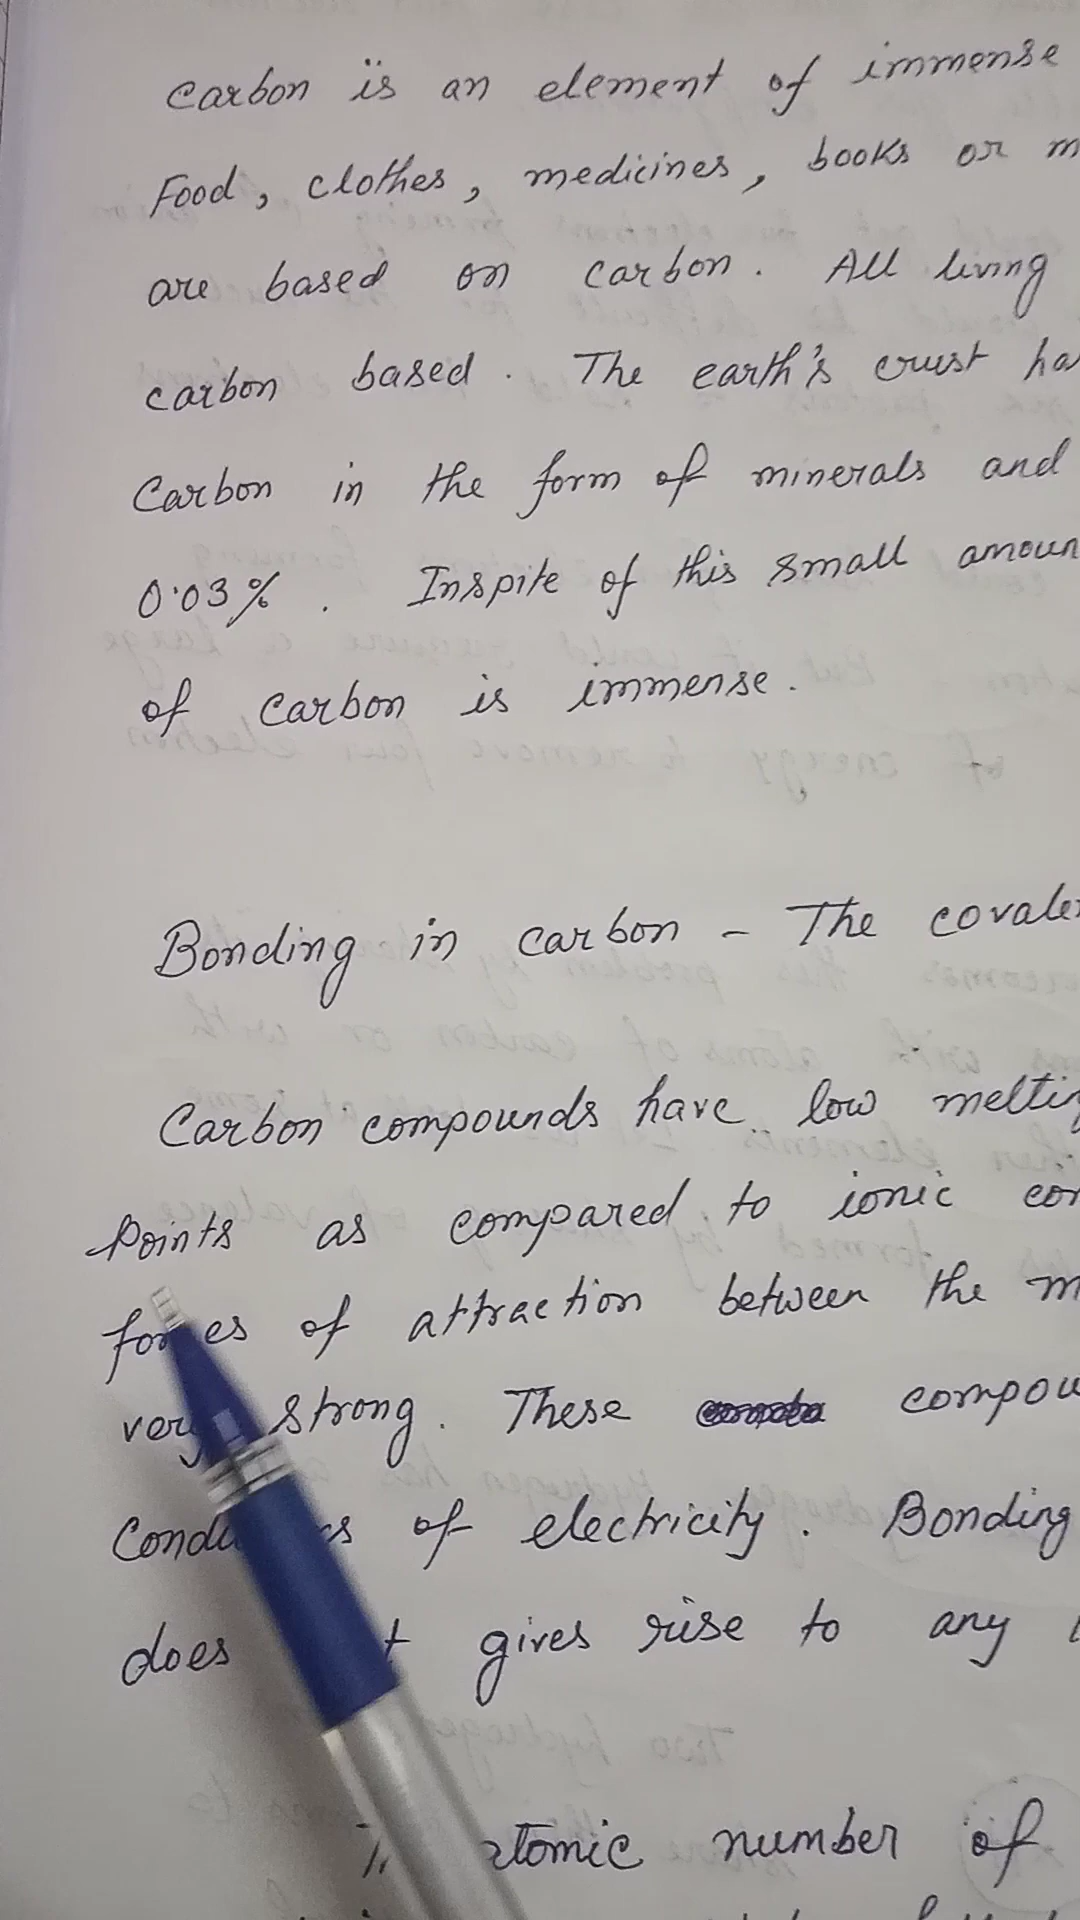 Carbon is an element of immense
Food, clothes, medicines, books or
are based on carbon. All living
carbon based. The earth's crust
Carbon in the form of minerals and
0.03%. Inspite of this small
of carbon is immense.
Bonding in carbon - The
Carbon compounds have low
points as compared to ionic
of attraction between the
strong. These compou
of electricity. Bonding
does gives rise to any
atomic number of